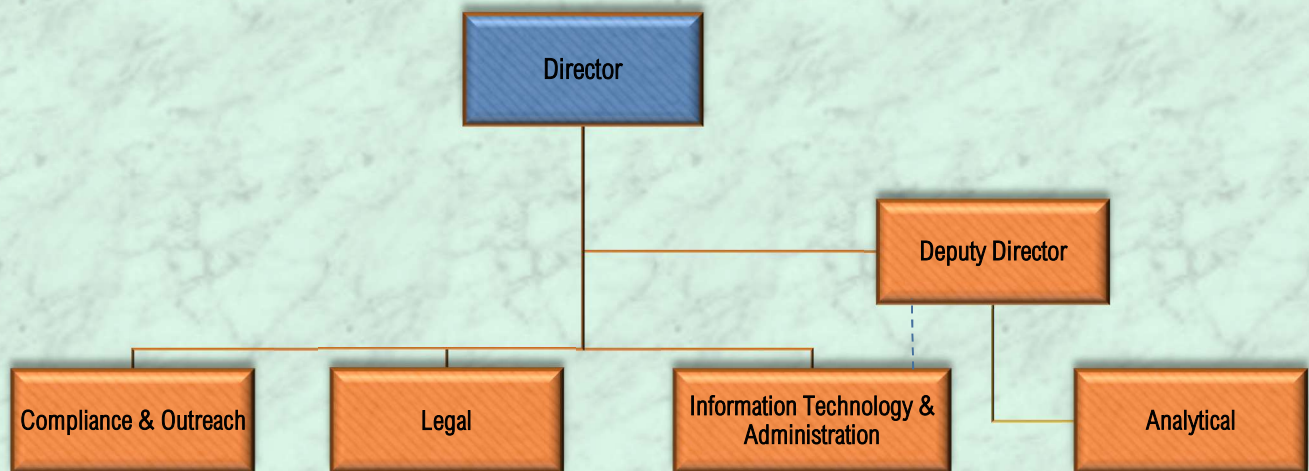 Director
Deputy Director
Compliance & Outreach
Legal
Information Technology &
Administration
Analytical